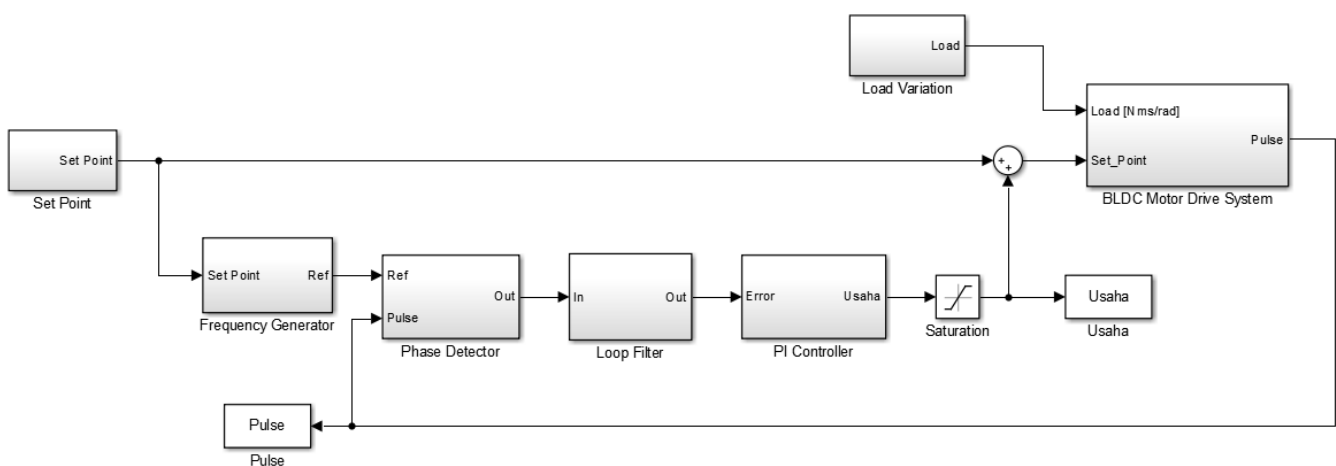 Load
Load Variation
Load [Nms/rad]
Pulse
Set_Point
BLDC Motor Drive System
Set Point
Set Point
+
+
Set Point
Ref
Frequency Generator
Ref
Pulse
Out
Phase Detector
In
Out
Loop Filter
Error
Usaha
PI Controller
Saturation
Usaha
Usaha
Pulse
Pulse